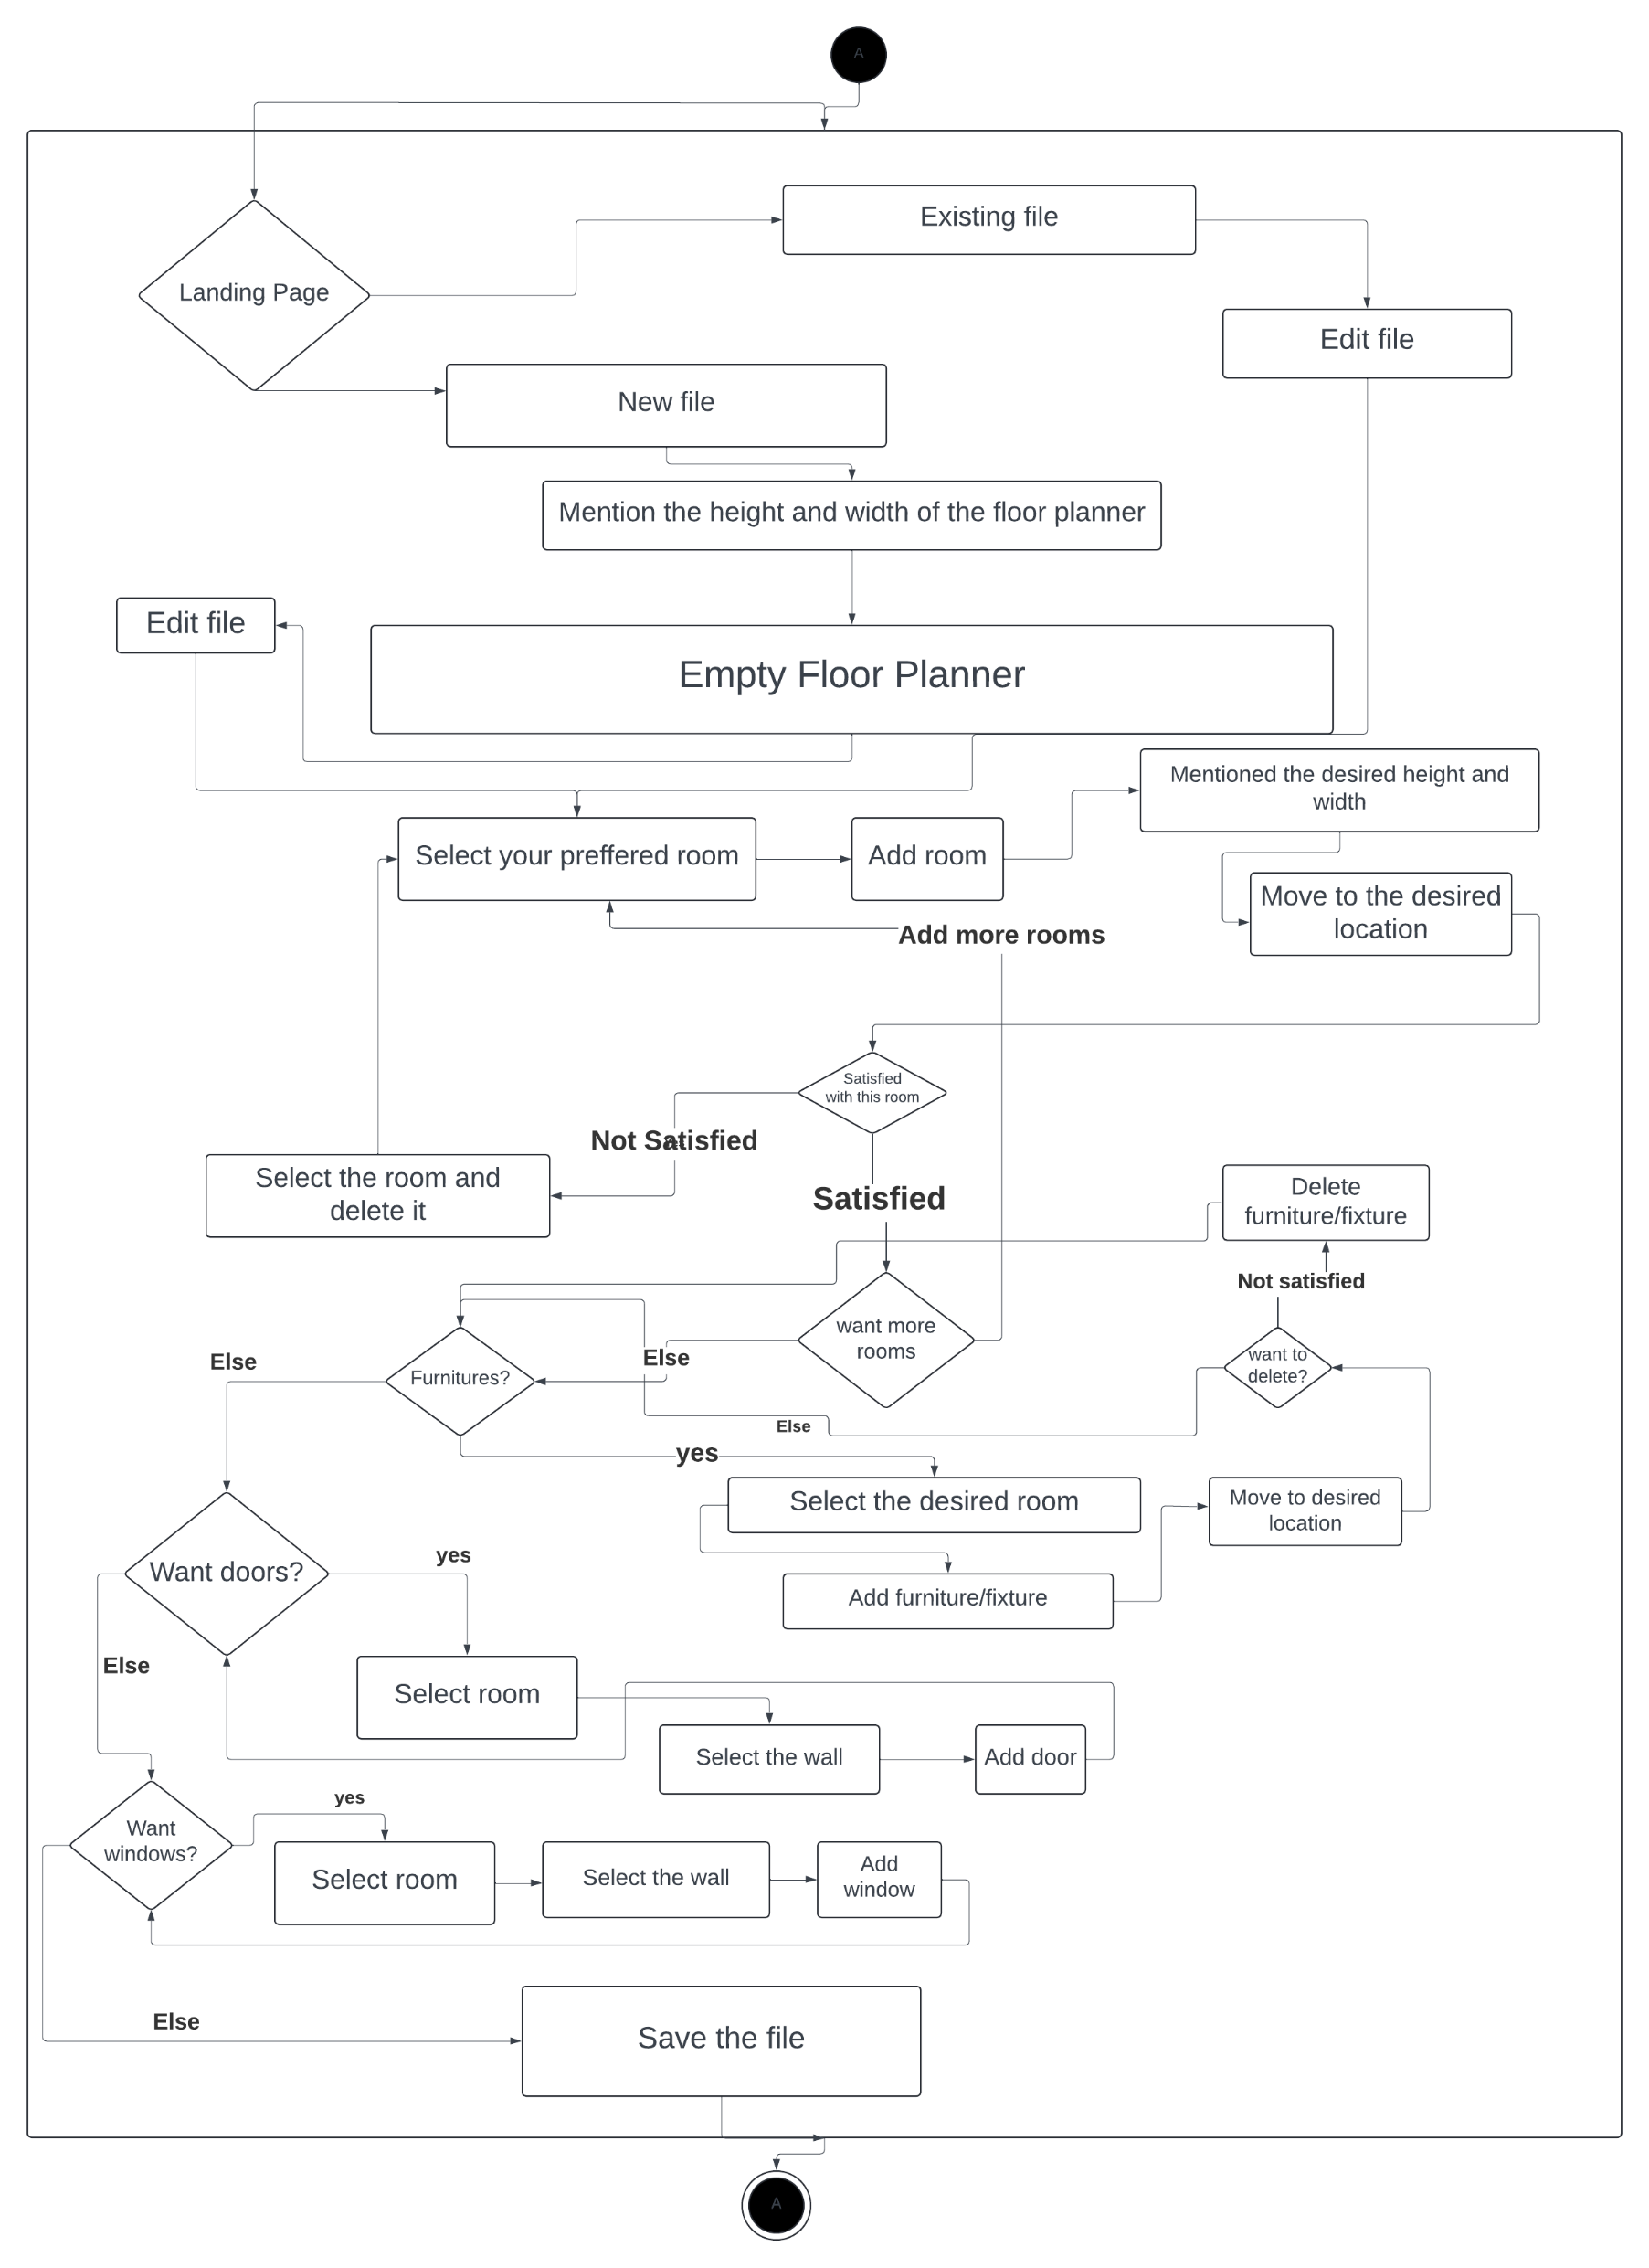 A
Existing file
Landing Page
Edit file
New file
Mention the height and width of the floor planner
Edit file
Empty Floor Planner
Mentioned the desired height and
width
Select your preffered room
Add room
Move to the desired
location
Add more rooms
Satisfied
with this room
Not Satisfied
Select the room and
delete it
Satisfied
Delete
furniture/fixture
Not satisfied
want more
rooms
Else
want to
delete?
Else
Furnitures?
Else
yes
Select the desired room
Move to desired
location
Want doors?
yes
Add furniture/fixture
Else
Select room
Select the wall
Add door
yes
Want
windows?
Select room
Select the wall
Add
window
Else
Save the file
A